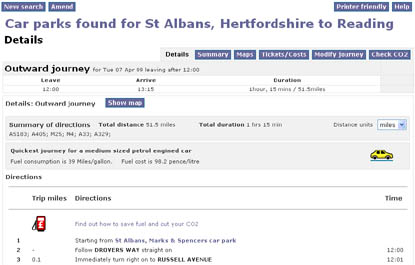 New search Amend Printer friendly Help
Car parks found for St Albans, Hertfordshire to Reading
Details
Details Summary Maps Tickets/Costs Modify Journey Check CO2
Outward journey for Tue 07 Apr 99 leaving after 12:00
Leave Arrive Duration
12:00 13:15 1hour, 15 mins / 51.5miles
Details: Outward journey Show map
Summary of directions Total distance 51.5 miles Total duration 1 hrs 15 min Distance units miles
A5183; A405; M25; M4; A33; A329;
Quickest journey for a medium sized petrol engined car
Fuel consumption is 39 Miles/gallon. Fuel cost is 98.2 pence/litre
Directions
Trip miles Directions Time
Find out how to save fuel and cut your CO2
1 Starting from St Albans, Marks & Spencers car park
2 - Follow DROVERS WAY straight on 12:00
3 0.1 Immediately turn right on to RUSSELL AVENUE 12:01